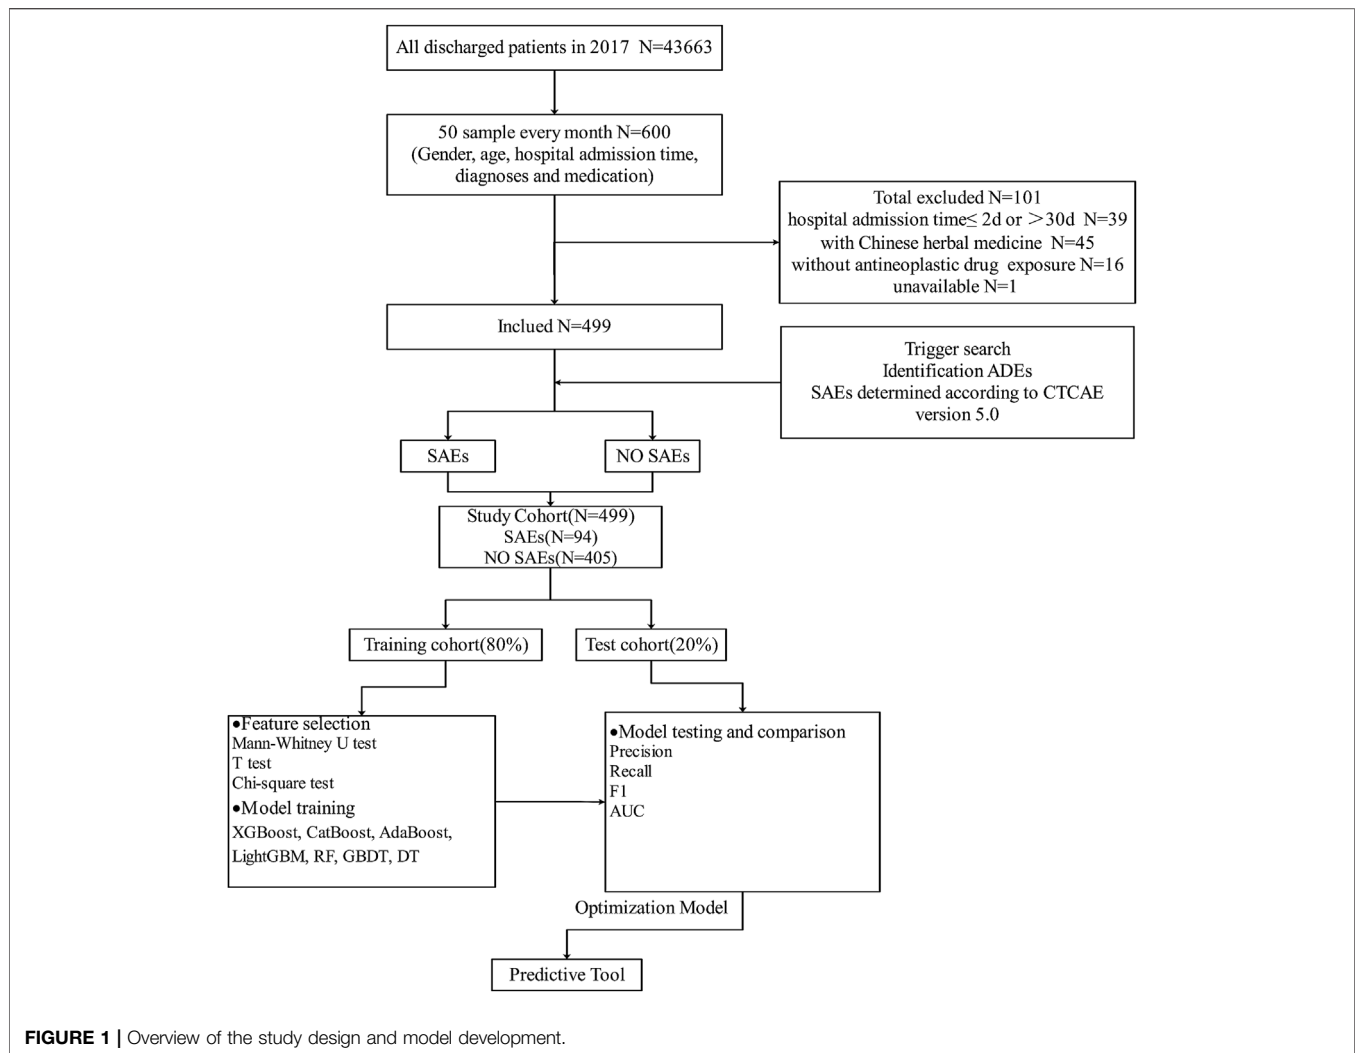 All discharged patients in 2017 N=43663
50 sample every month N=600
(Gender, age, hospital admission time,
diagnoses and medication)
Total excluded N=101
hospital admission time≤ 2d or ＞30d N=39
with Chinese herbal medicine N=45
without antineoplastic drug exposure N=16
unavailable N=1
Inclued N=499
Trigger search
Identification ADEs
SAEs determined according to CTCAE
version 5.0
SAEs
NO SAEs
Study Cohort(N=499)
SAEs(N=94)
NO SAEs(N=405)
Training cohort(80%)
Test cohort(20%)
●Feature selection
Mann-Whitney U test
T test
Chi-square test
●Model training
XGBoost, CatBoost, AdaBoost,
LightGBM, RF, GBDT, DT
●Model testing and comparison
Precision
Recall
F1
AUC
Optimization Model
Predictive Tool
FIGURE 1 | Overview of the study design and model development.